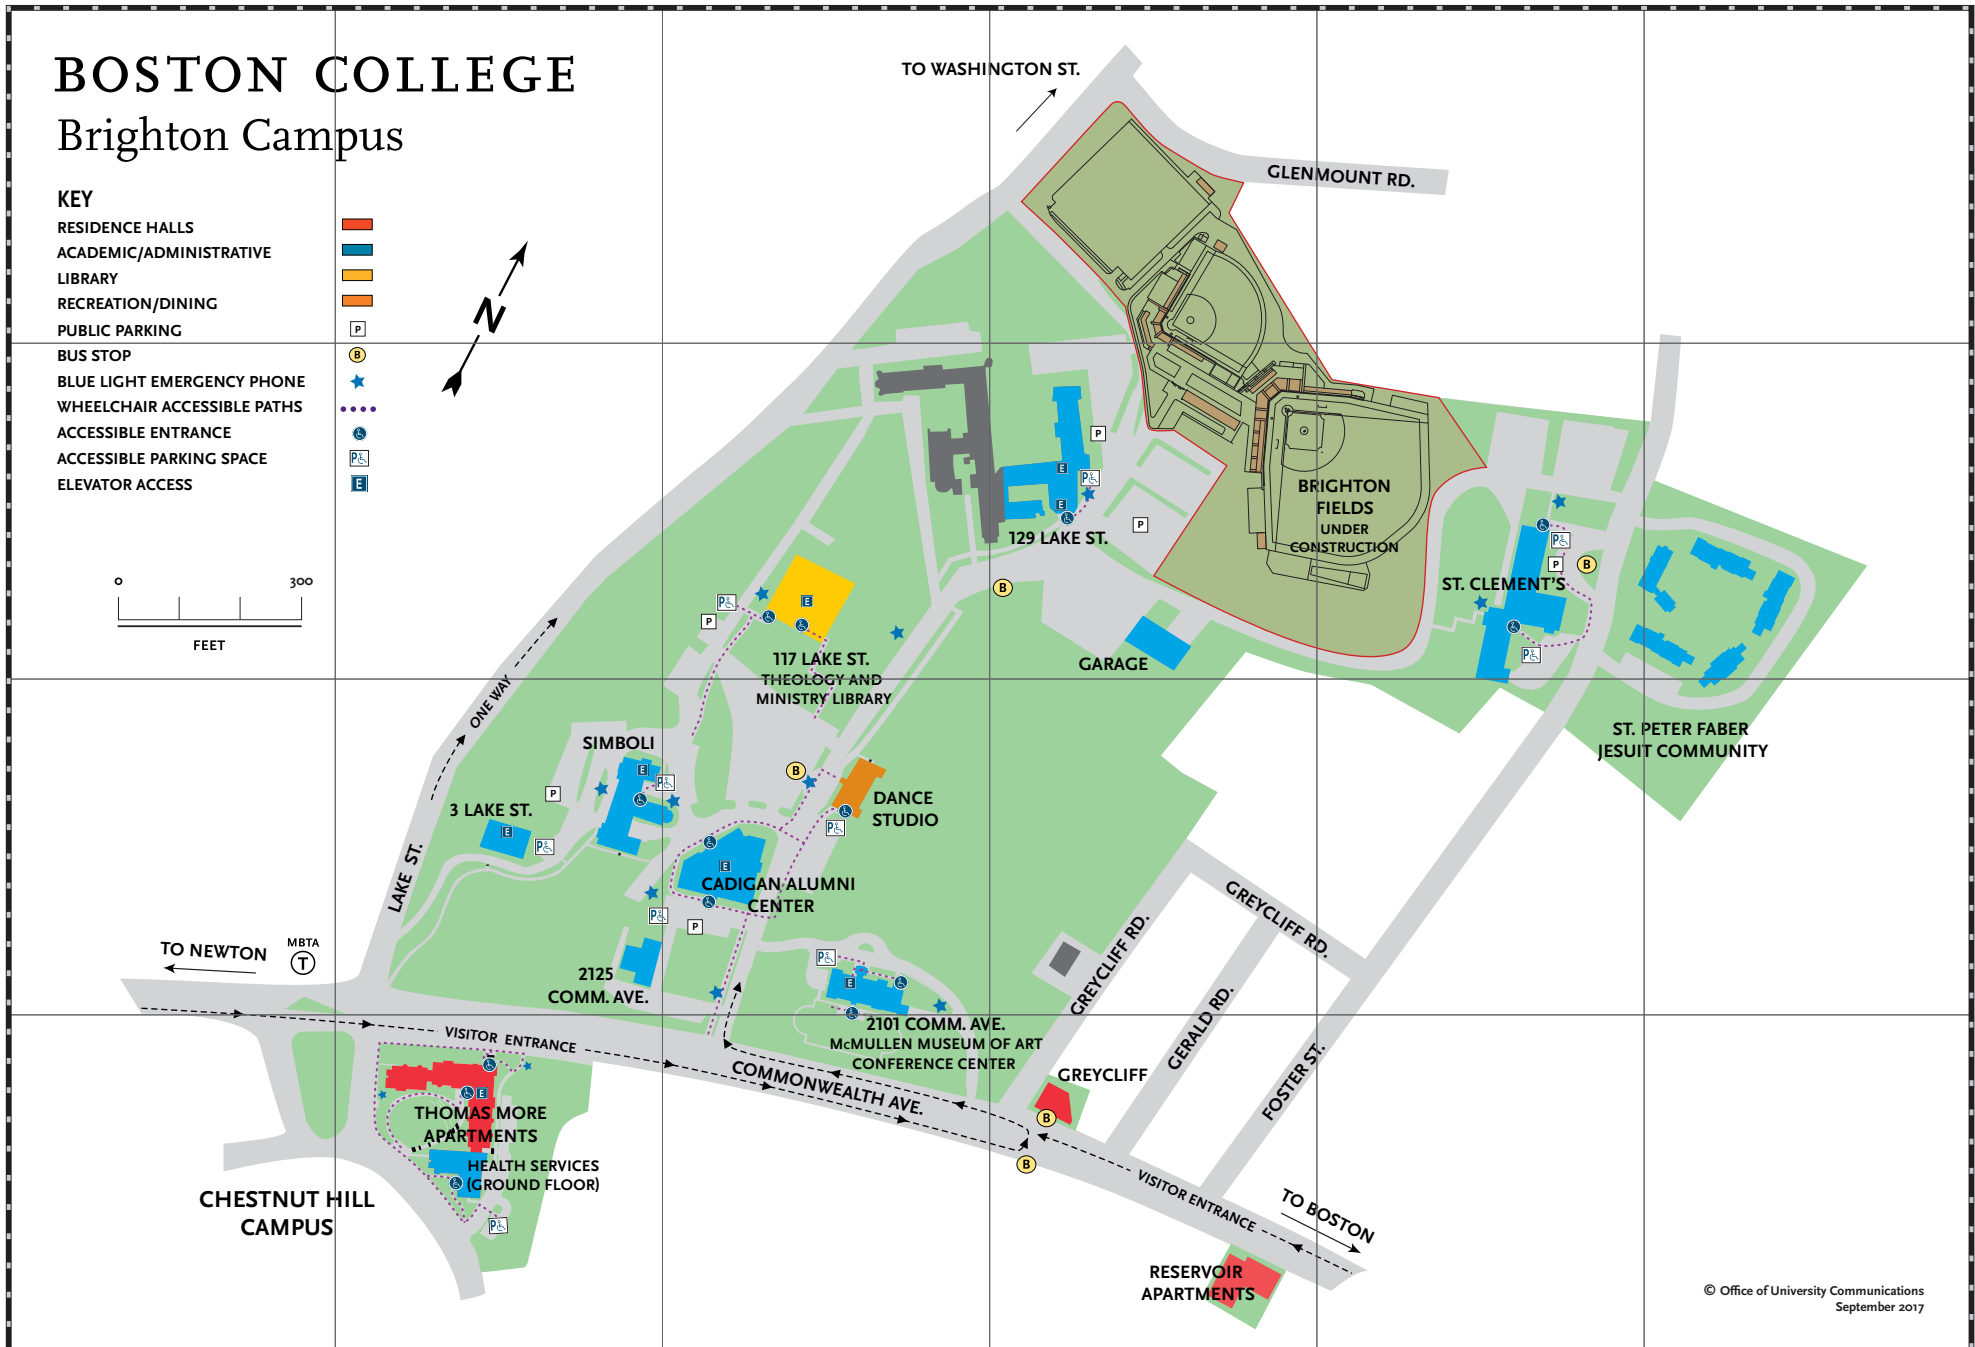 BOSTON COLLEGE
Brighton Campus
KEY
RESIDENCE HALLS
ACADEMIC/ADMINISTRATIVE
LIBRARY
RECREATION/DINING
PUBLIC PARKING
P
BUS STOP
B
BLUE LIGHT EMERGENCY PHONE
WHEELCHAIR ACCESSIBLE PATHS
ACCESSIBLE ENTRANCE
ACCESSIBLE PARKING SPACE
P
ELEVATOR ACCESS
E
N
0 300
FEET
TO WASHINGTON ST.
GLENMOUNT RD.
BRIGHTON
FIELDS
UNDER
CONSTRUCTION
P
E
P
E
P
129 LAKE ST.
B
GARAGE
ST. CLEMENT'S
P
P
B
P
ST. PETER FABER
JESUIT COMMUNITY
P
P
E
117 LAKE ST.
THEOLOGY AND
MINISTRY LIBRARY
ONE WAY
SIMBOLI
E
P
P
3 LAKE ST.
E
P
B
DANCE
STUDIO
P
LAKE ST.
E
CADIGAN ALUMNI
CENTER
P
P
2125
COMM. AVE.
P
E
2101 COMM. AVE.
McMULLEN MUSEUM OF ART
CONFERENCE CENTER
GREYCLIFF RD.
GREYCLIFF RD.
GERALD RD.
FOSTER ST.
TO NEWTON
MBTA
T
VISITOR ENTRANCE
COMMONWEALTH AVE.
GREYCLIFF
B
B
VISITOR ENTRANCE
TO BOSTON
E
THOMAS MORE
APARTMENTS
HEALTH SERVICES
(GROUND FLOOR)
P
CHESTNUT HILL
CAMPUS
RESERVOIR
APARTMENTS
© Office of University Communications
September 2017